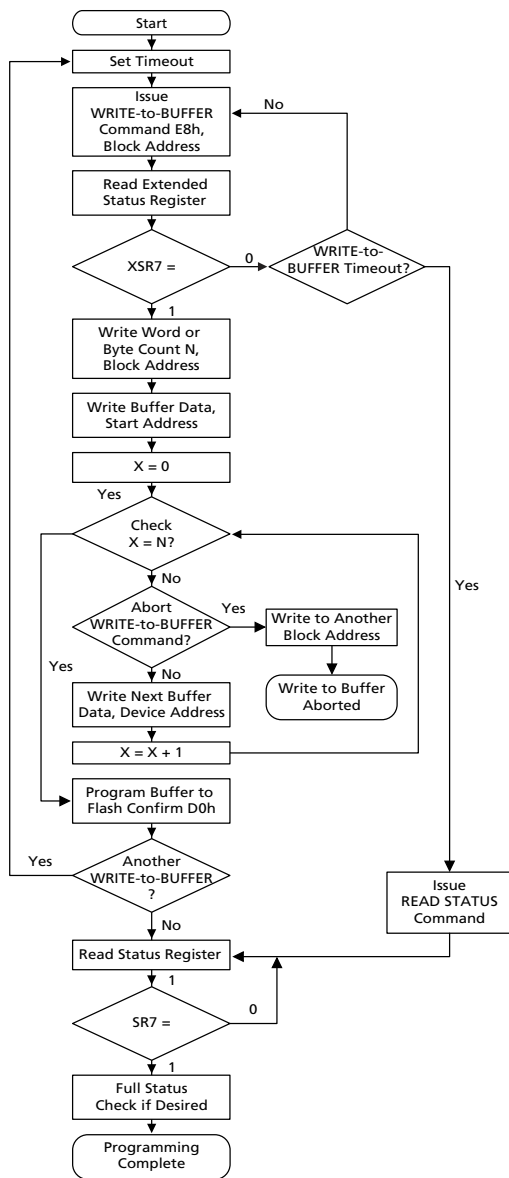 Start
Set Timeout
Issue
WRITE-to-BUFFER
Command E8h,
Block Address
No
Read Extended
Status Register
XSR7 =
0
WRITE-to-
BUFFER Timeout?
1
Write Word or
Byte Count N,
Block Address
Write Buffer Data,
Start Address
X = 0
Yes
Check
X = N?
Yes
No
Abort
WRITE-to-BUFFER
Command?
Yes
Write to Another
Block Address
Yes
No
Write to Buffer
Aborted
Write Next Buffer
Data, Device Address
X = X + 1
Program Buffer to
Flash Confirm D0h
Yes
Another
WRITE-to-BUFFER
?
Issue
READ STATUS
Command
No
Read Status Register
1
SR7 =
0
1
Full Status
Check if Desired
Programming
Complete